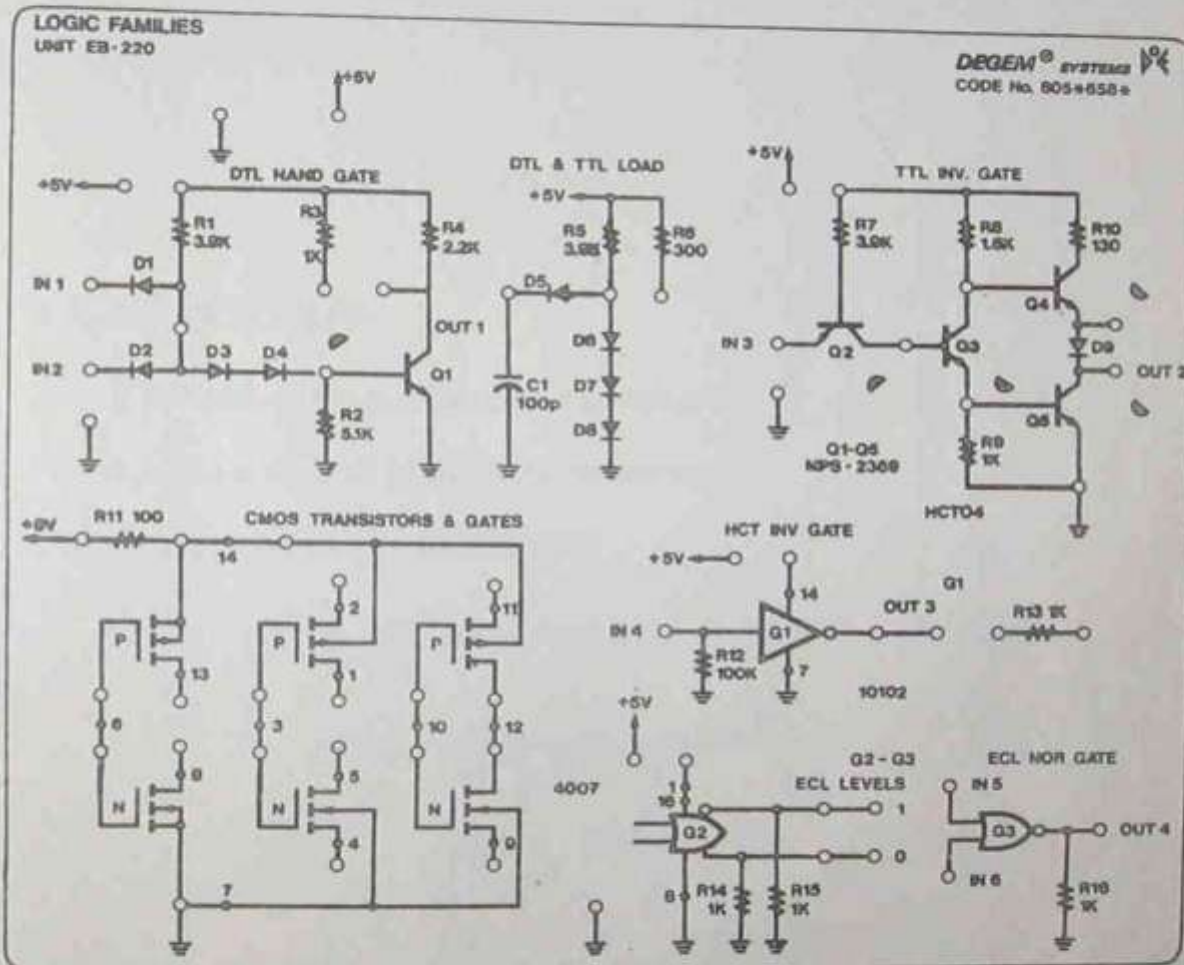 LOGIC FAMILIES
UNIT EB-220
DEGEM® SYSTEMS
CODE No. 805*658*
+5V
+5V
DTL NAND GATE
DTL & TTL LOAD
+5V
TTL INV. GATE
+5V
R1
3.9K
R3
1K
R4
2.2K
R5
3.9K
R6
300
R7
3.9K
R8
1.6K
R10
130
IN 1
D1
D5
Q4
OUT 1
IN 2
D2
D3
D4
Q1
D6
IN 3
Q2
Q3
D9
OUT 2
C1
100p
D7
R2
5.1K
D8
Q5
Q1-Q5
MPS-2369
R9
1K
HCT04
+5V
R11 100
14
CMOS TRANSISTORS & GATES
HCT INV GATE
+5V
14
G1
2
11
OUT 3
R13 1K
P
P
P
IN 4
G1
13
1
R12
100K
7
10102
6
3
10
12
+5V
8
5
4007
G2-G3
ECL LEVELS
ECL NOR GATE
1
16
IN 5
1
N
N
N
G2
G3
OUT 4
4
9
0
8
R14
1K
R15
1K
IN 6
R16
1K
7